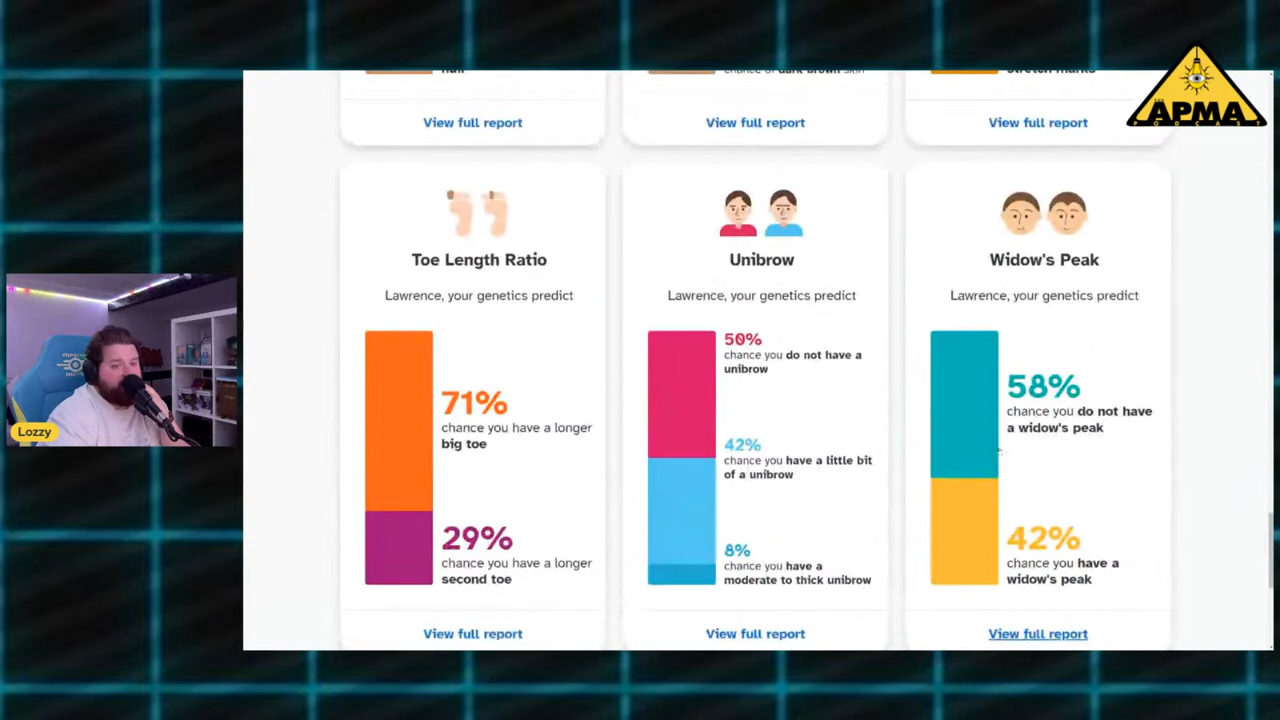 THE
APMA
PODCAST
View full report
View full report
View full report
Toe Length Ratio
Lawrence, your genetics predict
71%
chance you have a longer
big toe
29%
chance you have a longer
second toe
View full report
Unibrow
Lawrence, your genetics predict
50%
chance you do not have a
unibrow
42%
chance you have a little bit
of a unibrow
8%
chance you have a
moderate to thick unibrow
View full report
Widow's Peak
Lawrence, your genetics predict
58%
chance you do not have
a widow's peak
42%
chance you have a
widow's peak
View full report
Lozzy